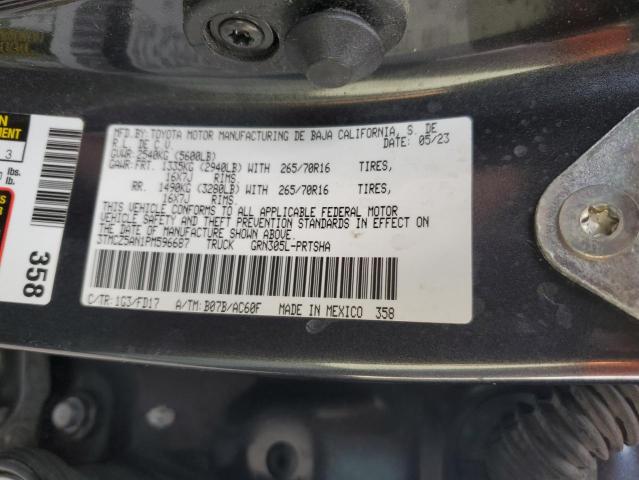 MFD. BY: TOYOTA MOTOR MANUFACTURING DE BAJA CALIFORNIA, S. DE
R.L. DE C.V. DATE: 05/23
GVWR: 2540KG (5600LB)
GAWR:FRT. 1335KG (2940LB) WITH 265/70R16 TIRES,
16X7J RIMS
RR. 1490KG (3280LB) WITH 265/70R16 TIRES,
16X7J RIMS.
THIS VEHICLE CONFORMS TO ALL APPLICABLE FEDERAL MOTOR
VEHICLE SAFETY AND THEFT PREVENTION STANDARDS IN EFFECT
ON THE DATE OF MANUFACTURE SHOWN ABOVE.
3TMCZ5AN1PM596687 TRUCK GRN305L-PRTSHA
C/TR: 1G3/FD17 A/TM: B07B/AC60F MADE IN MEXICO 358
3
lbs.
lb.
358